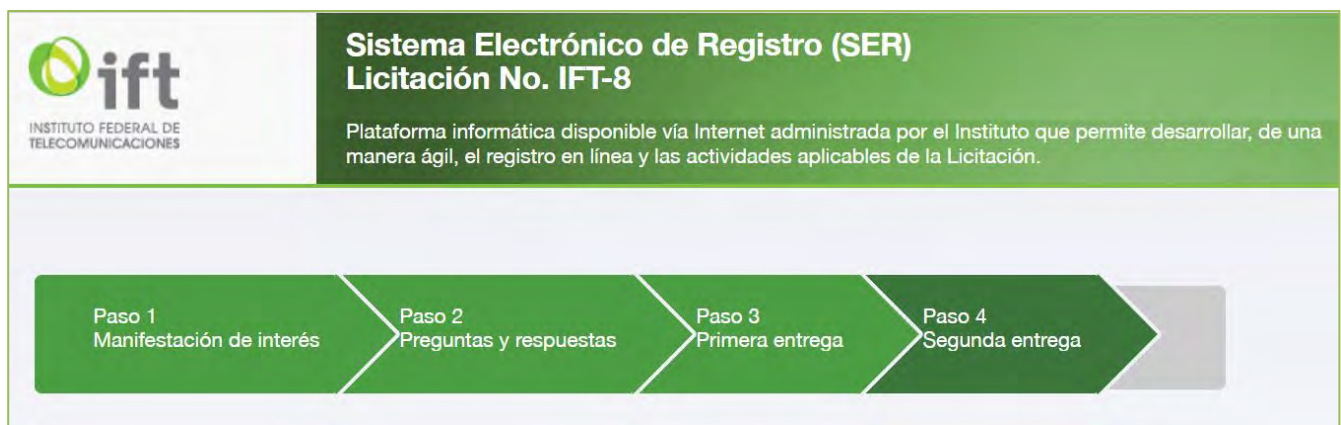 ift
INSTITUTO FEDERAL DE
TELECOMUNICACIONES
Sistema Electrónico de Registro (SER)
Licitación No. IFT-8
Plataforma informática disponible vía Internet administrada por el Instituto que permite desarrollar, de una
manera ágil, el registro en línea y las actividades aplicables de la Licitación.
Paso 1
Manifestación de interés
Paso 2
Preguntas y respuestas
Paso 3
Primera entrega
Paso 4
Segunda entrega